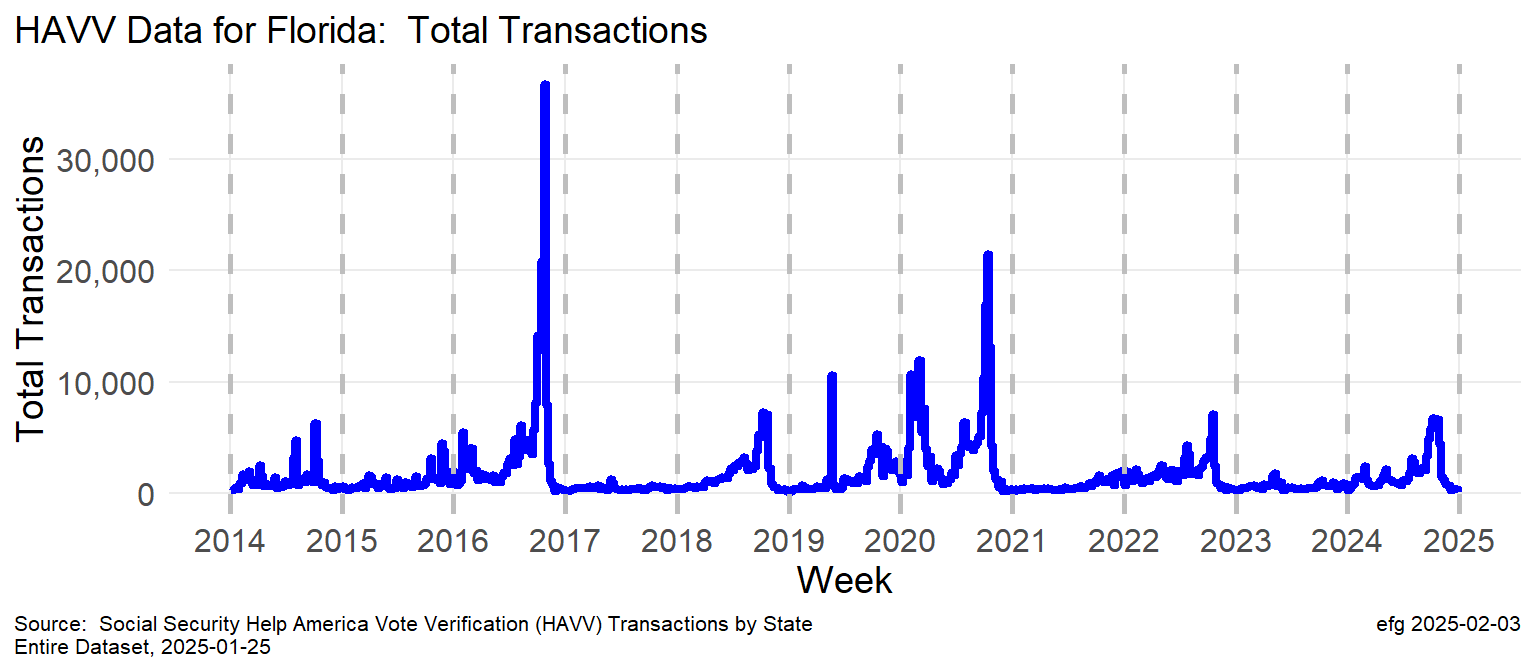 HAVV Data for Florida:  Total Transactions
Total Transactions
30,000
20,000
10,000
0
2014 2015 2016 2017 2018 2019 2020 2021 2022 2023 2024 2025
Week
Source:  Social Security Help America Vote Verification (HAVV) Transactions by State
Entire Dataset, 2025-01-25
efg 2025-02-03